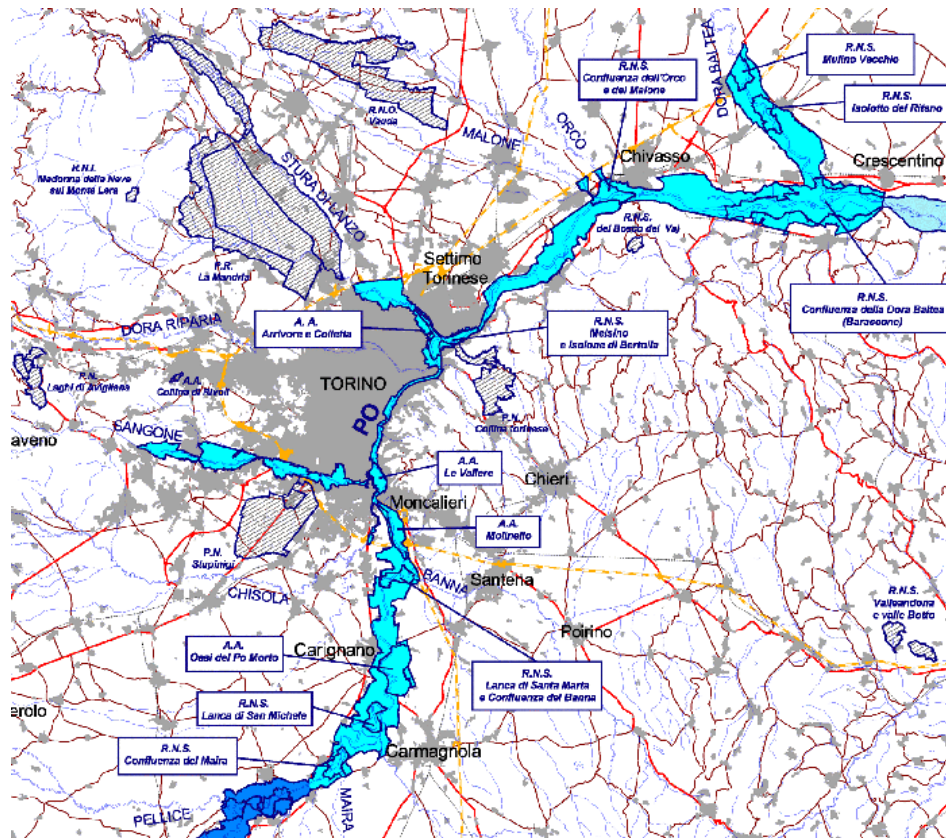 R.N.S.
Mulino Vecchio
R.N.S.
Confluenza dell'Orco
e del Malone
DORA BALTEA
R.N.S.
Isolotto del Ritano
R.N.O.
Vauda
MALONE
ORCO
Chivasso
Crescentino
STURA DI LANZO
R.N.I.
Madonna della Neve
sul Monte Lera
R.N.S.
del Bosco del Vaj
P.R.
La Mandria
Settimo
Torinese
R.N.S.
Confluenza della Dora Baltea
(Baraccone)
DORA RIPARIA
A. A.
Arrivore e Colletta
R.N.S.
Meisino
e Isolone di Bertolla
P.N.
Laghi di Avigliana
A.A.
Collina di Rivoli
TORINO
PO
P.N.
Collina torinese
SANGONE
aveno
A.A.
Le Vallere
Chieri
Moncalieri
A.A.
Molinello
P.N.
Stupinigi
BANNA
Santena
CHISOLA
R.N.S.
Valleandona
e valle Botto
Poirino
A.A.
Oasi del Po Morto
Carignano
R.N.S.
Lanca di Santa Marta
e Confluenza del Banna
R.N.S.
Lanca di San Michele
erolo
R.N.S.
Confluenza del Maira
Carmagnola
MAIRA
PELLICE